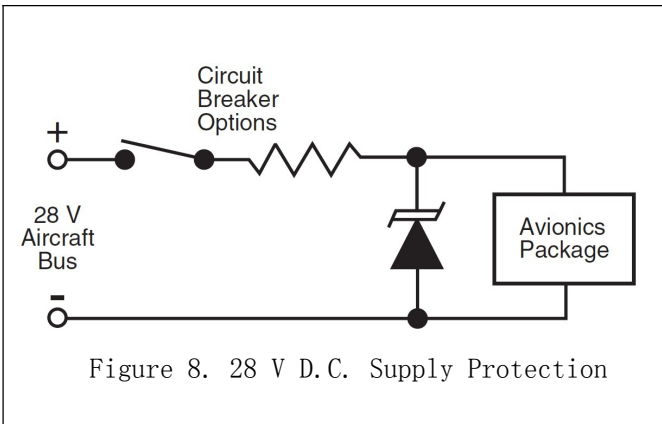 Circuit
Breaker
Options
+
28 V
Aircraft
Bus
-
Avionics
Package
Figure 8. 28 V D.C. Supply Protection